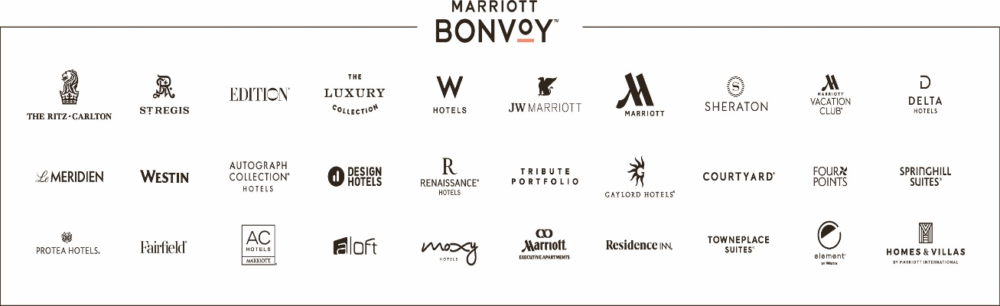 MARRIOTT
BONVOY™
THE RITZ-CARLTON
ST REGIS
EDITION®
THE
LUXURY
COLLECTION
W
HOTELS
JW MARRIOTT
MARRIOTT
S
SHERATON
MARRIOTT
VACATION
CLUB®
D
DELTA
HOTELS
Le MERIDIEN
WESTIN
AUTOGRAPH
COLLECTION®
HOTELS
DESIGN
HOTELS
R
RENAISSANCE®
HOTELS
TRIBUTE
PORTFOLIO
G
GAYLORD HOTELS®
COURTYARD®
FOUR
POINTS
SPRINGHILL
SUITES®
PROTEA HOTELS.
Fairfield®
AC
HOTELS
MARRIOTT.
aloft
moxy
HOTELS
Marriott.
EXECUTIVE APARTMENTS
Residence INN.
TOWNEPLACE
SUITES®
element®
BY WESTIN
HOMES & VILLAS
BY MARRIOTT INTERNATIONAL